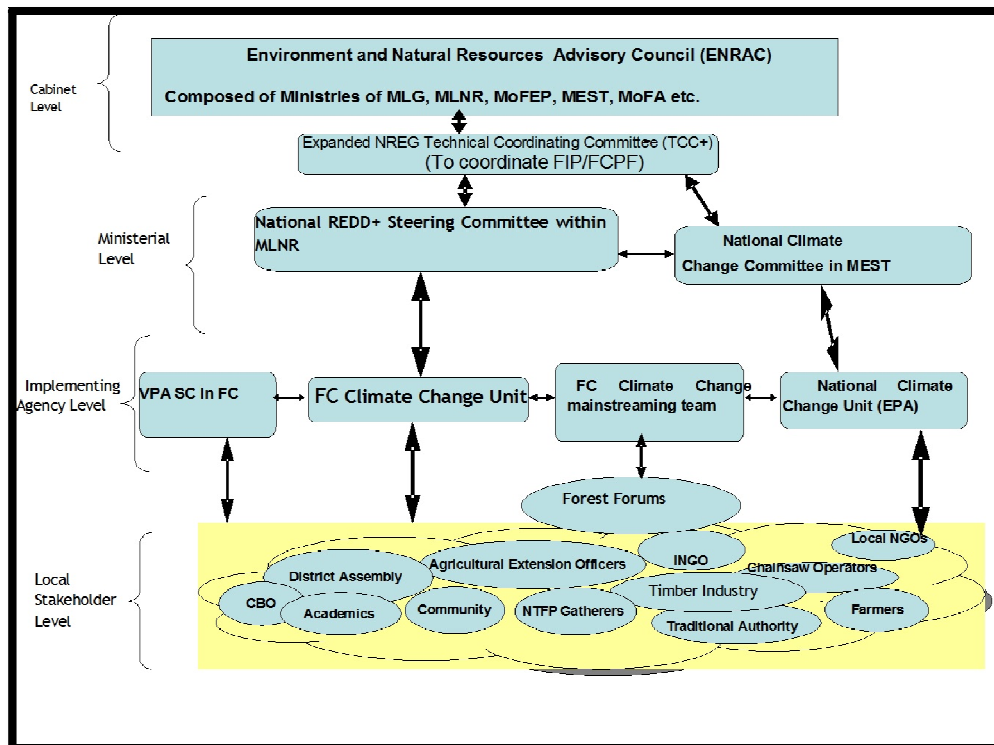 Environment and Natural Resources Advisory Council (ENRAC)
Composed of Ministries of MLG, MLNR, MoFEP, MEST, MoFA etc.
Cabinet
Level
Expanded NREG Technical Coordinating Committee (TCC+)
(To coordinate FIP/FCPF)
Ministerial
Level
National REDD+ Steering Committee within
MLNR
National Climate
Change Committee in MEST
Implementing
Agency Level
VPA SC In FC
FC Climate Change Unit
FC Climate Change
mainstreaming team
National Climate
Change Unit (EPA)
Forest Forums
Local
Stakeholder
Level
Local NGOs
INGO
Agricultural Extension Officers
Chainsaw Operators
District Assembly
Timber Industry
CBO
Academics
Community
NTFP Gatherers
Traditional Authority
Farmers